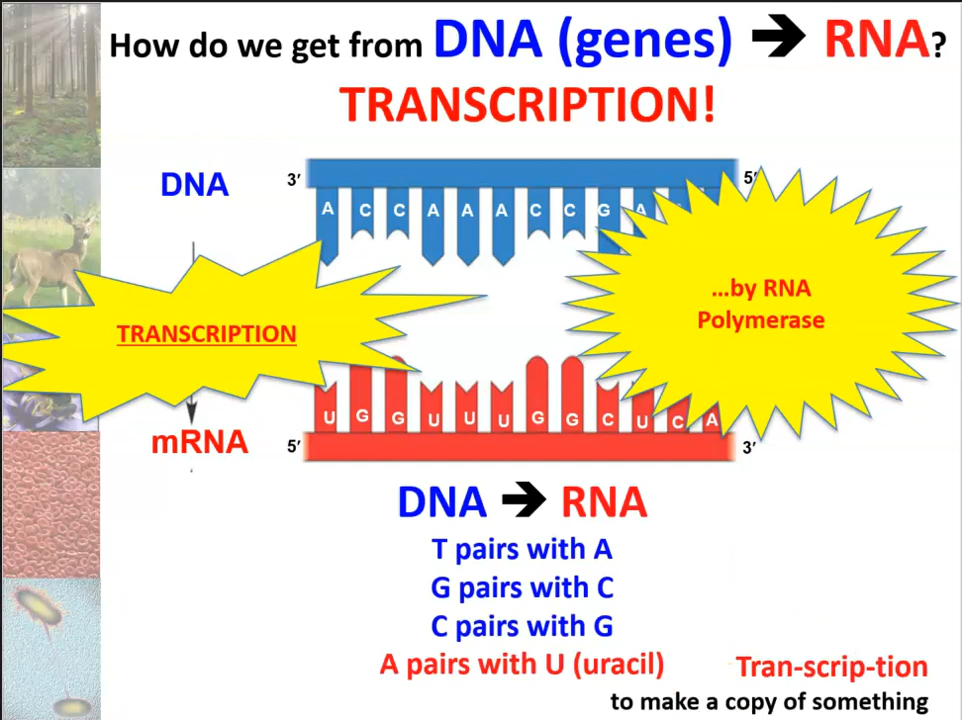 How do we get from DNA (genes) ➔ RNA?
TRANSCRIPTION!
DNA
3′ 5′
A C C A A A C C G A
TRANSCRIPTION
…by RNA
Polymerase
U G G U U U G G C U C A
mRNA
5′ 3′
DNA ➔ RNA
T pairs with A
G pairs with C
C pairs with G
A pairs with U (uracil)
Tran-scrip-tion
to make a copy of something